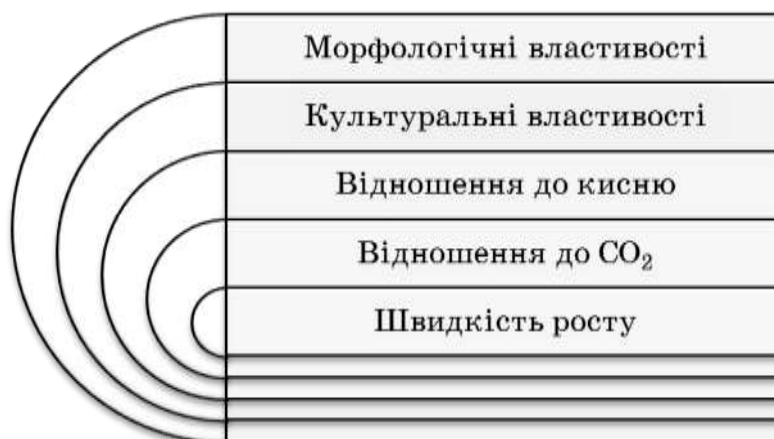 Морфологічні властивості
Культуральні властивості
Відношення до кисню
Відношення до CO₂
Швидкість росту